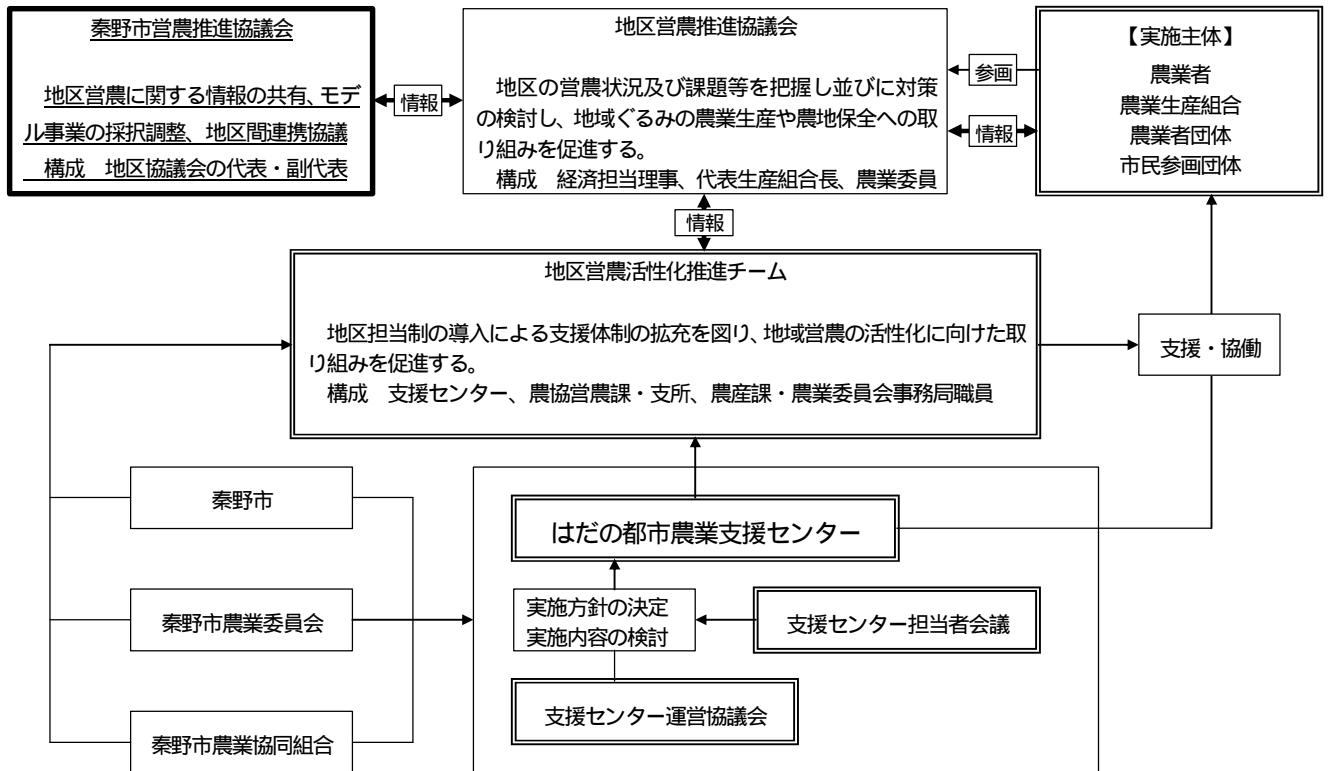 秦野市営農推進協議会
地区営農に関する情報の共有、モデ
ル事業の採択調整、地区間連携協議
構成　地区協議会の代表・副代表
情報
地区営農推進協議会
地区の営農状況及び課題等を把握し並びに対策
の検討し、地域ぐるみの農業生産や農地保全への取
り組みを促進する。
構成　経済担当理事、代表生産組合長、農業委員
参画
情報
【実施主体】
農業者
農業生産組合
農業者団体
市民参画団体
情報
地区営農活性化推進チーム
地区担当制の導入による支援体制の拡充を図り、地域営農の活性化に向けた取
り組みを促進する。
構成　支援センター、農協営農課・支所、農産課・農業委員会事務局職員
支援・協働
秦野市
秦野市農業委員会
秦野市農業協同組合
はだの都市農業支援センター
実施方針の決定
実施内容の検討
支援センター担当者会議
支援センター運営協議会